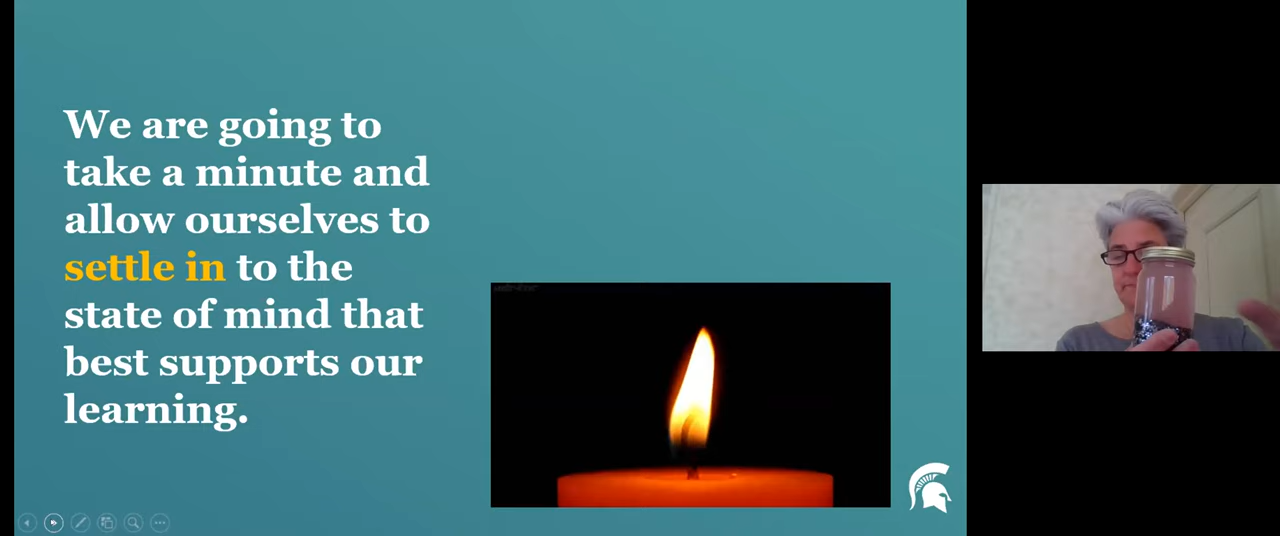 We are going to
take a minute and
allow ourselves to
settle in to the
state of mind that
best supports our
learning.